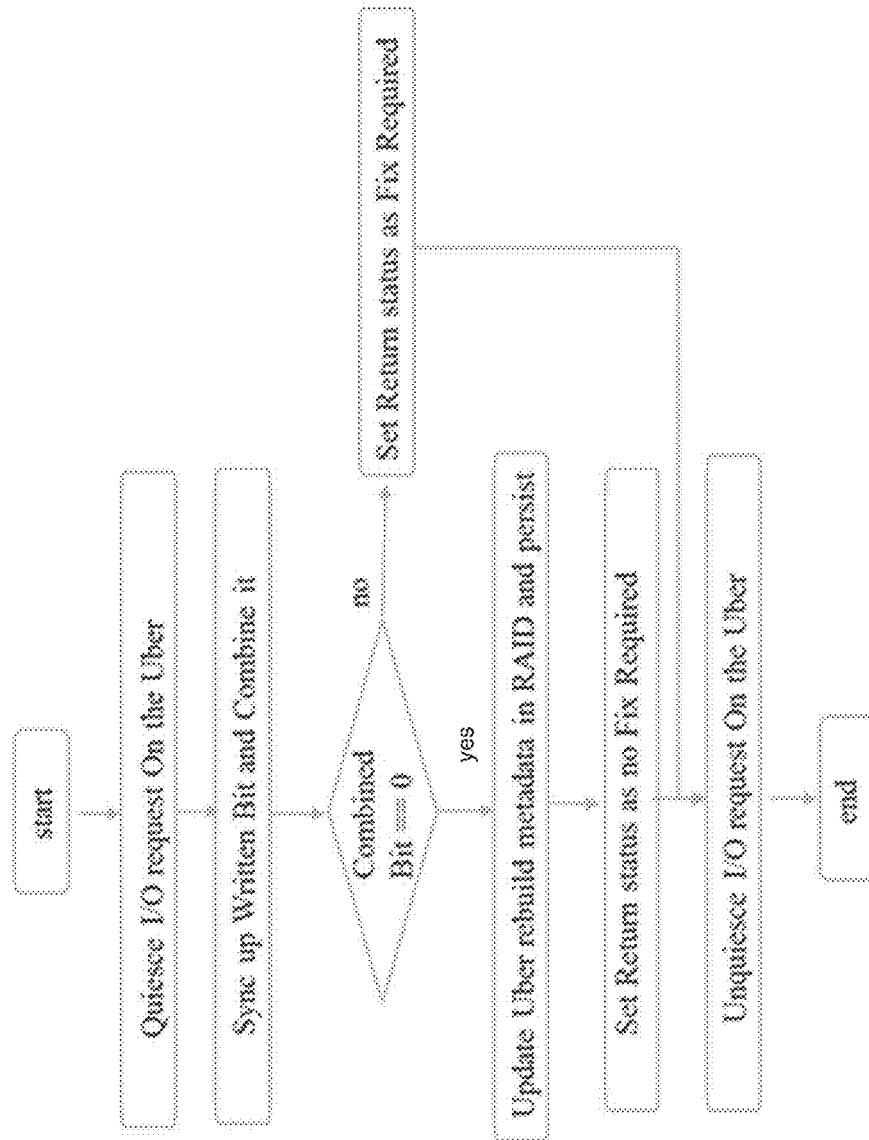 start
Quiesce I/O request On the Uber
Sync up Written Bit and Combine it
Combined
Bit == 0
no
Set Return status as Fix Required
yes
Update Uber rebuild metadata in RAID and persist
Set Return status as no Fix Required
Unquiesce I/O request On the Uber
end